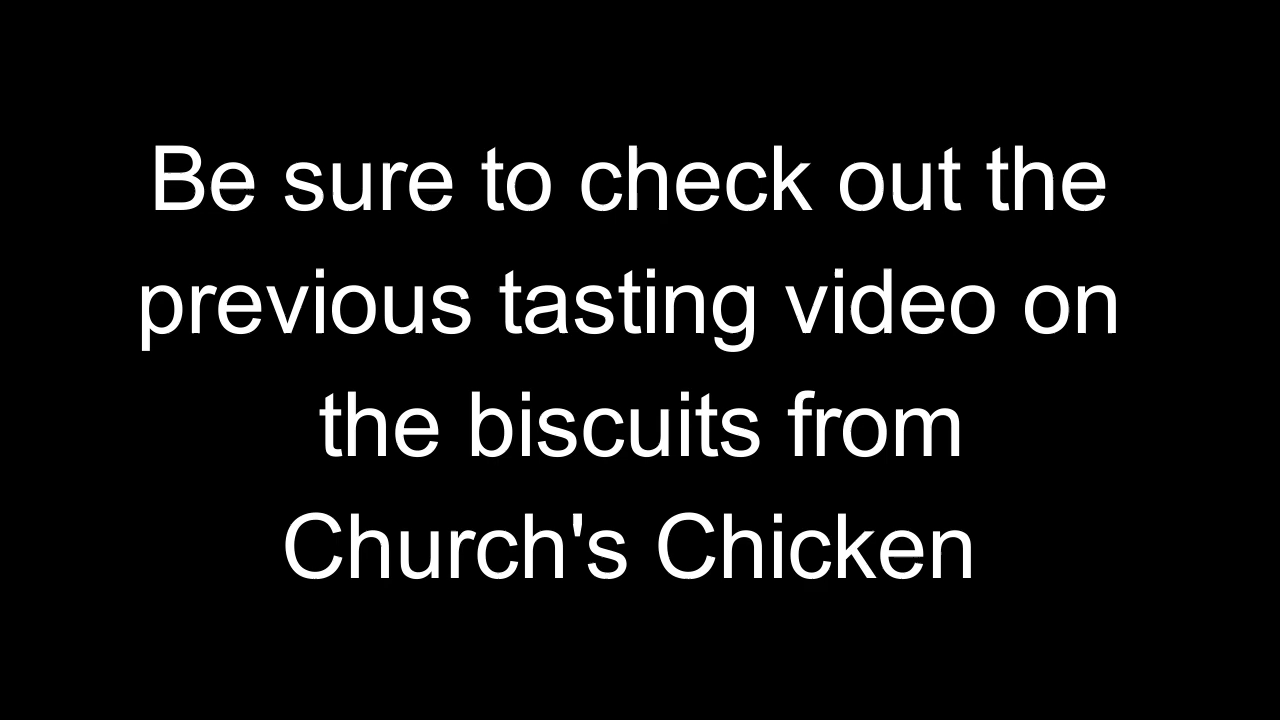 Be sure to check out the
previous tasting video on
the biscuits from
Church's Chicken